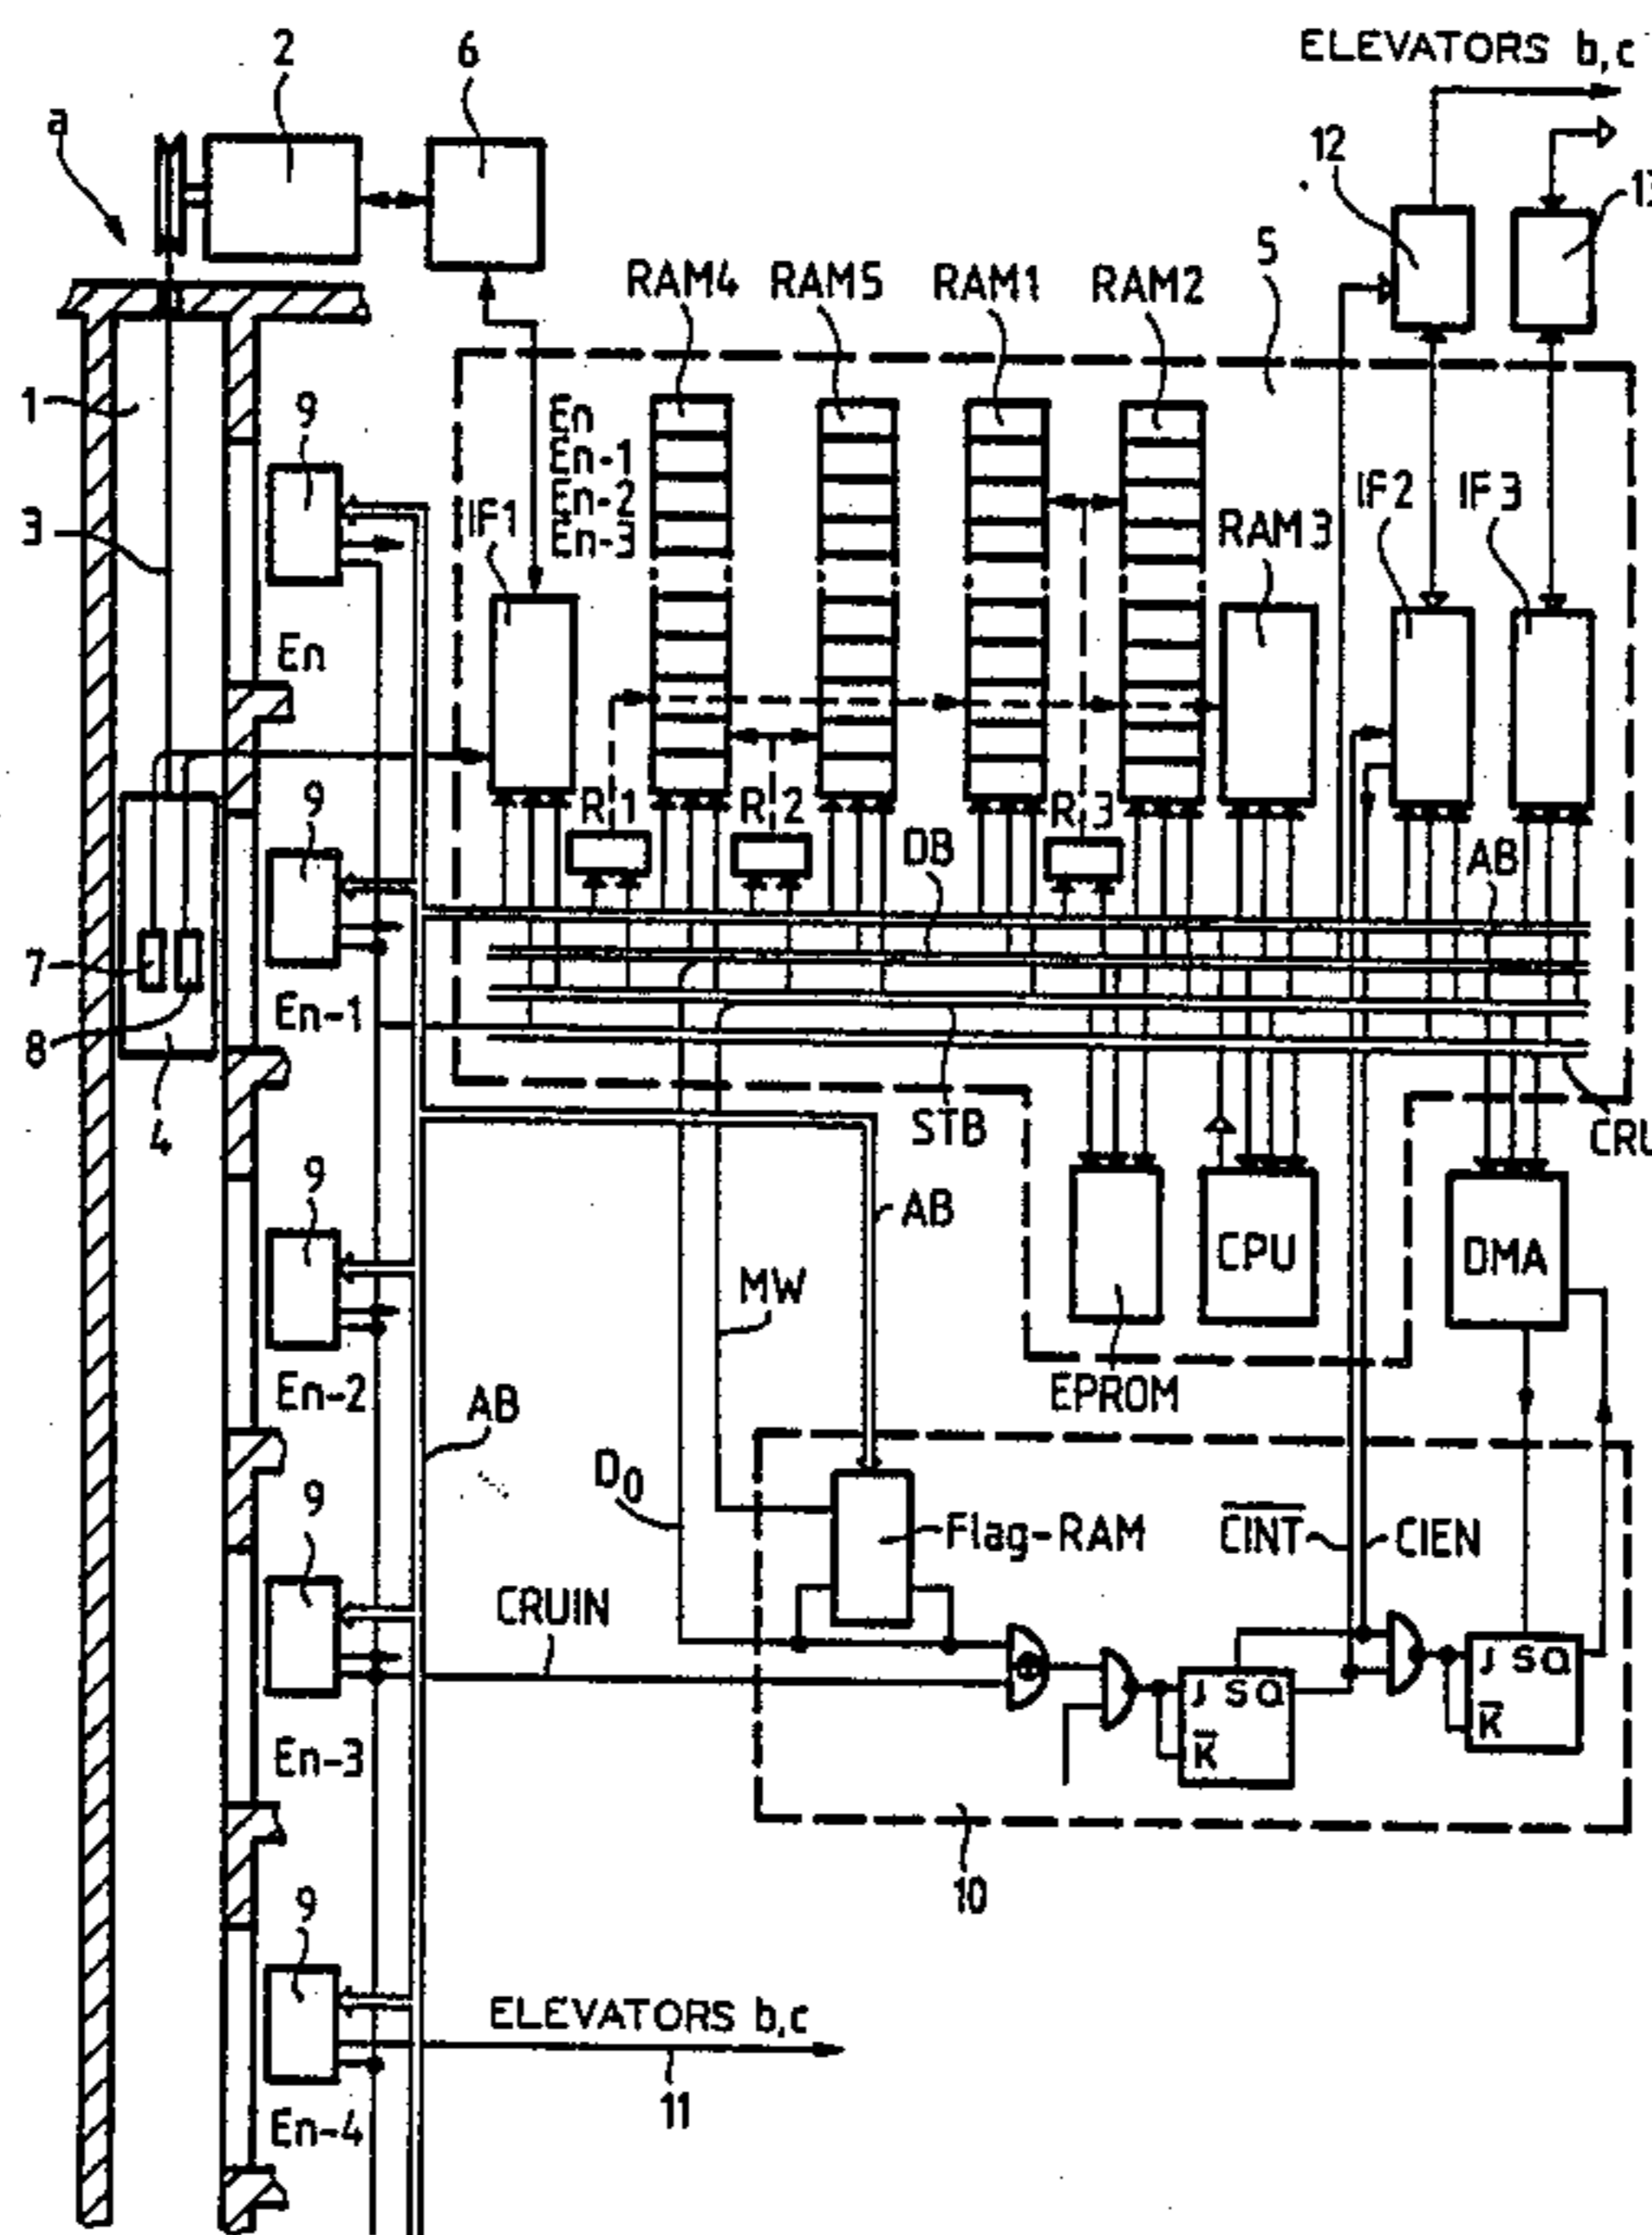 ELEVATORS b,c
2
6
a
12
5
RAM4
RAM5
RAM1
RAM2
1
9
En
En-1
En-2
En-3
IF1
IF2
IF3
RAM3
3
En
R1
R2
R3
9
DB
AB
7
En-1
8
4
STB
CRU
9
AB
CPU
DMA
MW
EPROM
En-2
AB
D0
9
Flag-RAM
CINT
CIEN
CRUIN
J S Q
K
J S Q
K
En-3
10
9
ELEVATORS b,c
11
En-4